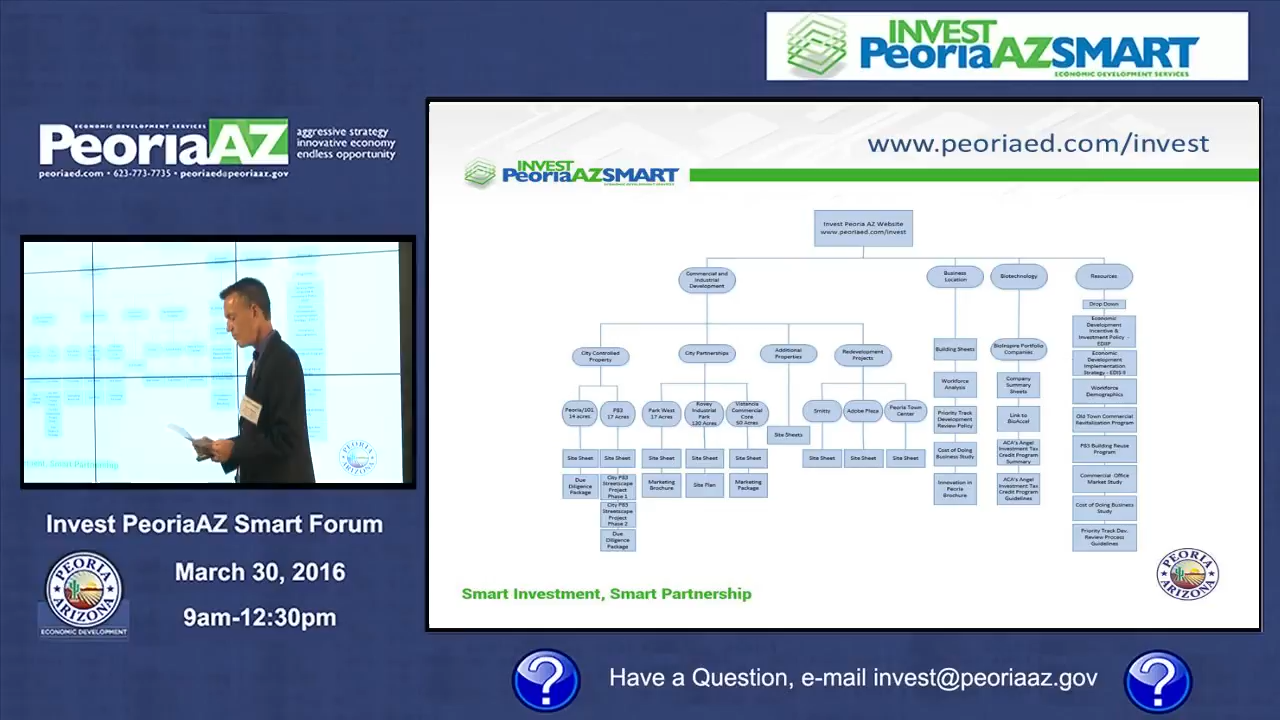 INVEST
PeoriaAZSMART
ECONOMIC DEVELOPMENT SERVICES
ECONOMIC DEVELOPMENT SERVICES
PeoriaAZ
aggressive strategy
innovative economy
endless opportunity
peoriaed.com • 623-773-7735 • peoriaed@peoriaaz.gov
www.peoriaed.com/invest
INVEST
PeoriaAZSMART
Invest Peoria AZ Website
www.peoriaed.com/invest
Commercial and
Industrial
Development
Business
Location
Biotechnology
Resources
Drop Down
City Controlled
Property
City Partnerships
Additional
Properties
Redevelopment
Projects
Peoria/101
14 acres
P83
17 Acres
Park West
17 Acres
Rovey
Industrial
Park
130 Acres
Vistancia
Commercial
Core
50 Acres
Site Sheets
Smitty
Adobe Plaza
Peoria Town
Center
Site Sheet
Site Sheet
Site Sheet
Site Sheet
Site Sheet
Site Sheet
Site Sheet
Site Sheet
Due
Diligence
Package
City P83
Streetscape
Project
Phase 1
City P83
Streetscape
Project
Phase 2
Due
Diligence
Package
Marketing
Brochure
Site Plan
Marketing
Package
Building Sheets
Workforce
Analysis
Priority Track
Development
Review Policy
Cost of Doing
Business Study
Innovation in
Peoria
Brochure
BioInspire Portfolio
Companies
Company
Summary
Sheets
Link to
BioAccel
ACA's Angel
Investment Tax
Credit Program
Summary
ACA's Angel
Investment Tax
Credit Program
Guidelines
Economic
Development
Incentive &
Investment Policy -
EDIIP
Economic
Development
Implementation
Strategy - EDIS II
Workforce
Demographics
Old Town Commercial
Revitalization Program
P83 Building Reuse
Program
Commercial Office
Market Study
Cost of Doing Business
Study
Priority Track Dev.
Review Process
Guidelines
Smart Investment, Smart Partnership
PEORIA
ARIZONA
Smart Partnership
Invest PeoriaAZ Smart Forum
March 30, 2016
9am-12:30pm
PEORIA
ARIZONA
ECONOMIC DEVELOPMENT
? Have a Question, e-mail invest@peoriaaz.gov ?